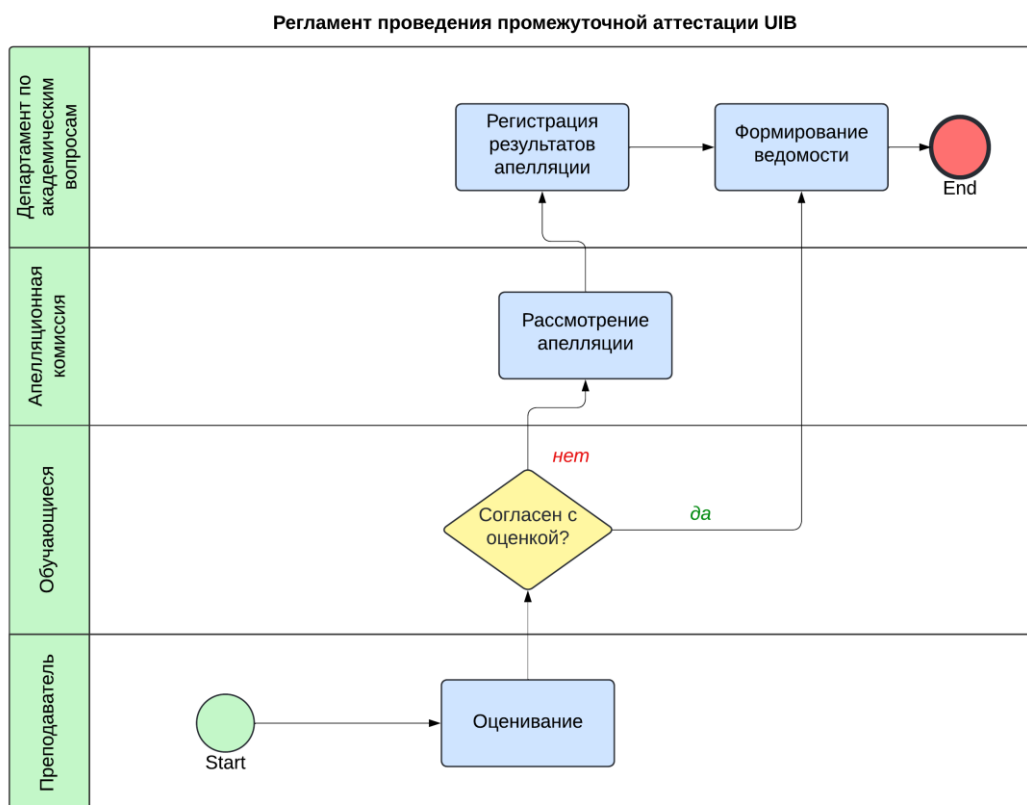 Регламент проведения промежуточной аттестации UIB
Департамент по
академическим
вопросам
Регистрация
результатов
апелляции
Формирование
ведомости
End
Апелляционная
комиссия
Рассмотрение
апелляции
Обучающиеся
нет
Согласен с
оценкой?
да
Преподаватель
Оценивание
Start